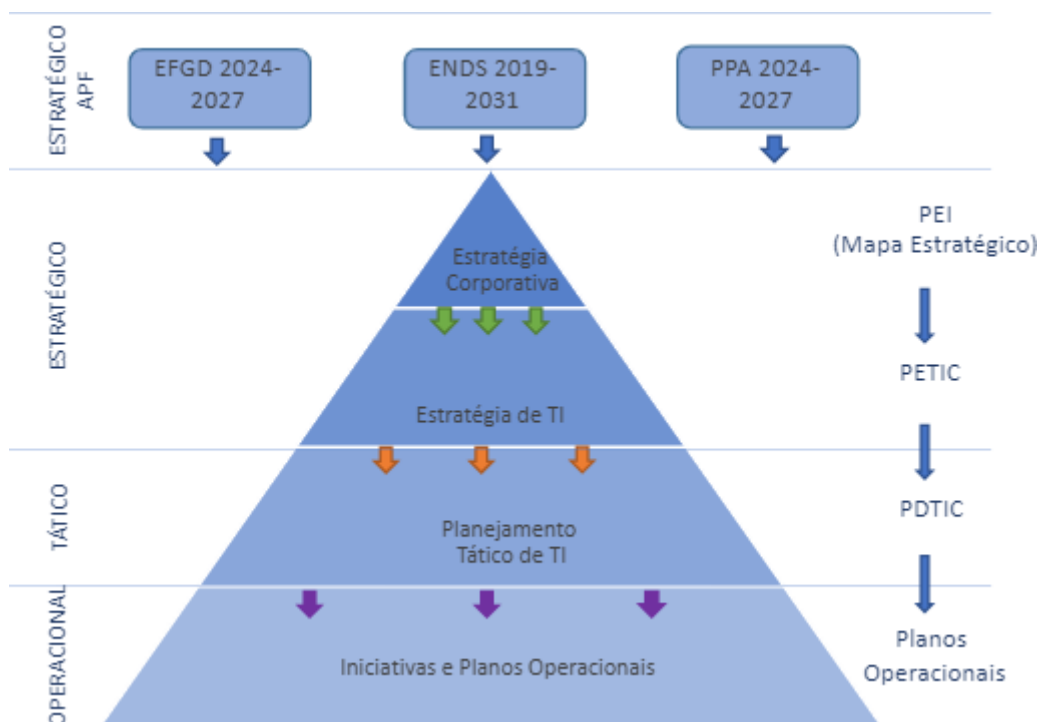 ESTRATÉGICO
APF
EFGD 2024-
2027
ENDS 2019-
2031
PPA 2024-
2027
ESTRATÉGICO
Estratégia
Corporativa
Estratégia de TI
PEI
(Mapa Estratégico)
PETIC
TÁTICO
Planejamento
Tático de TI
PDTIC
OPERACIONAL
Iniciativas e Planos Operacionais
Planos
Operacionais